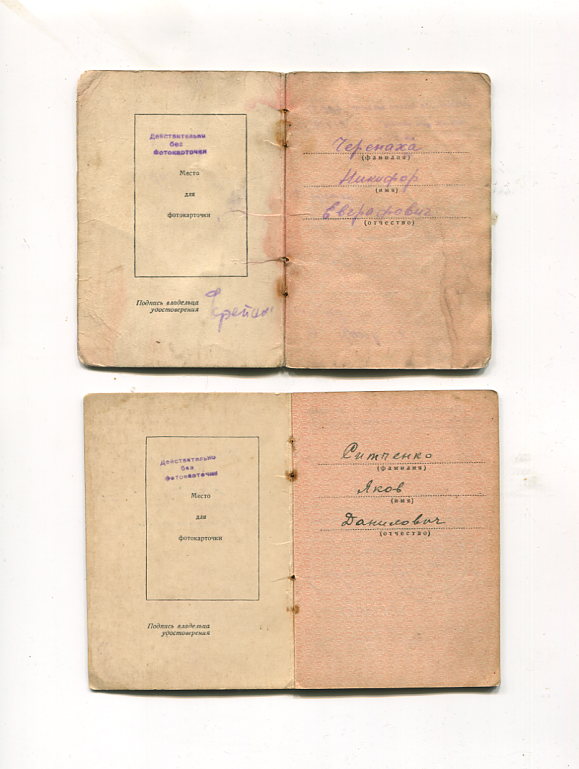 Действительно
без
фотокарточки
Место
для
фотокарточки
Подпись владельца
удостоверения
Черепаха
(фамилия)
Никифор
(имя)
(отчество)
Действительно
без
фотокарточки
Место
для
фотокарточки
Подпись владельца
удостоверения
Ситченко
(фамилия)
Яков
(имя)
Данилович
(отчество)